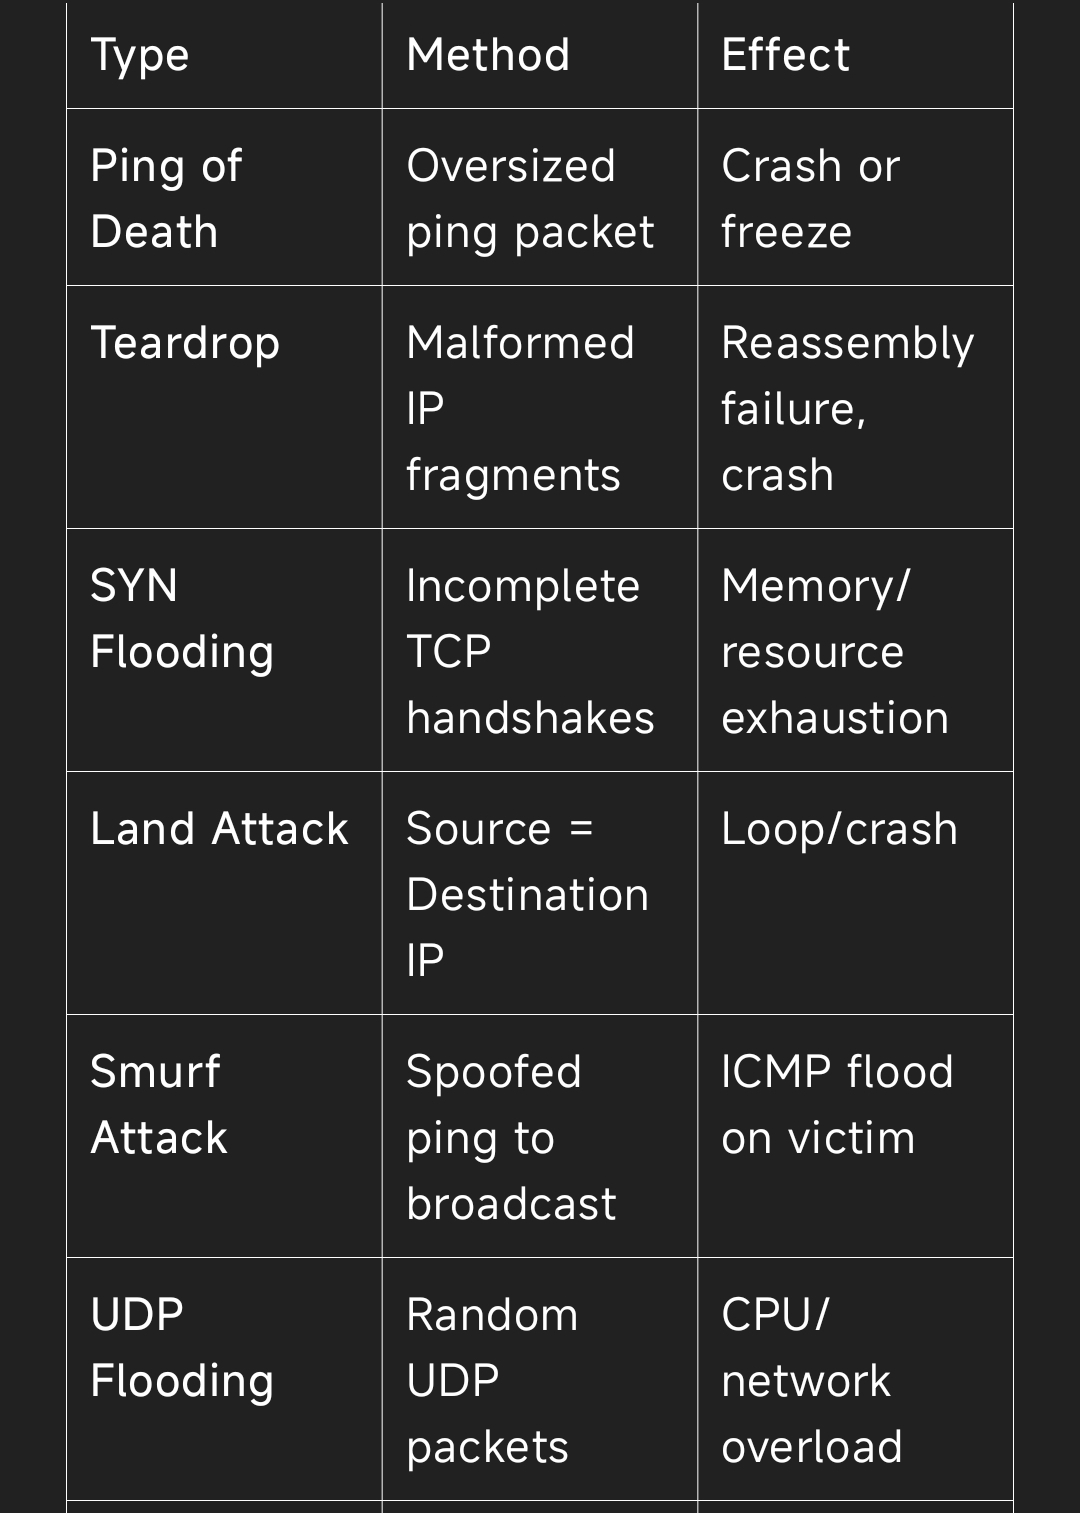 Type Method Effect
Ping of Death Oversized ping packet Crash or freeze
Teardrop Malformed IP fragments Reassembly failure, crash
SYN Flooding Incomplete TCP handshakes Memory/ resource exhaustion
Land Attack Source = Destination IP Loop/crash
Smurf Attack Spoofed ping to broadcast ICMP flood on victim
UDP Flooding Random UDP packets CPU/ network overload